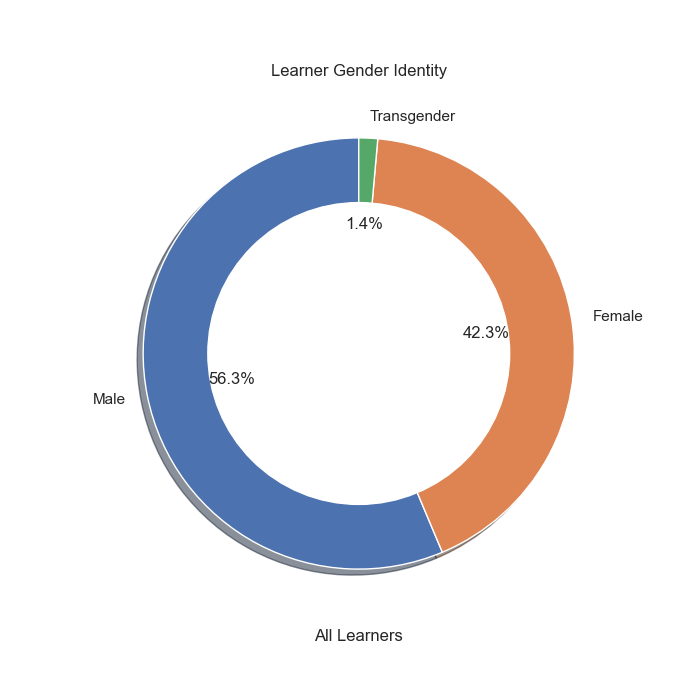 Learner Gender Identity
Transgender
1.4%
Female
42.3%
56.3%
Male
All Learners